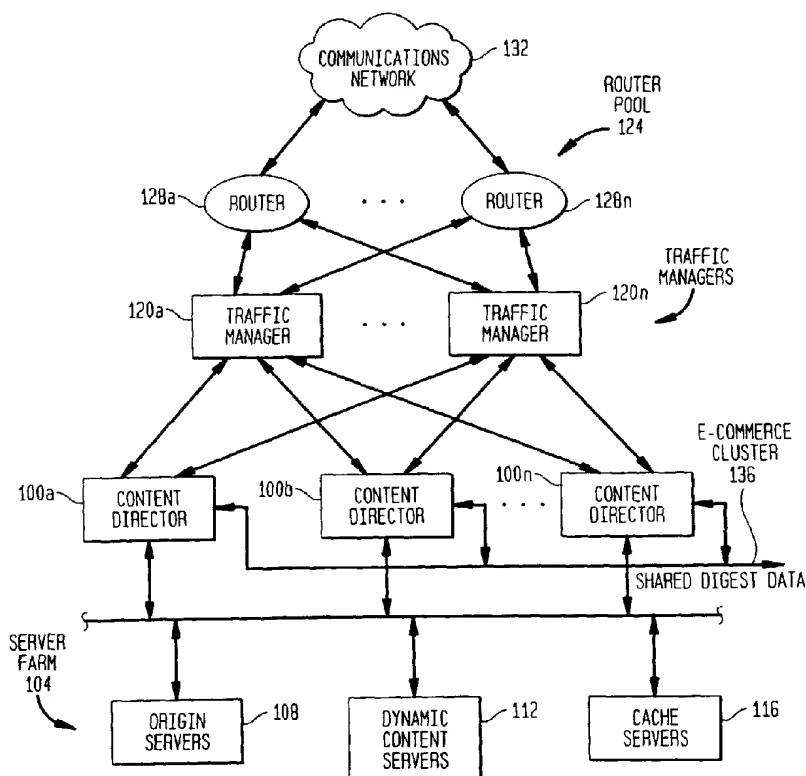 COMMUNICATIONS
NETWORK
132
ROUTER
POOL
124
128a
ROUTER
. . .
ROUTER
128n
TRAFFIC
MANAGERS
120a
TRAFFIC
MANAGER
. . .
TRAFFIC
MANAGER
120n
E-COMMERCE
CLUSTER
136
100a
CONTENT
DIRECTOR
100b
CONTENT
DIRECTOR
. . . .
100n
CONTENT
DIRECTOR
SHARED DIGEST DATA
SERVER
FARM
104
ORIGIN
SERVERS
108
DYNAMIC
CONTENT
SERVERS
112
CACHE
SERVERS
116